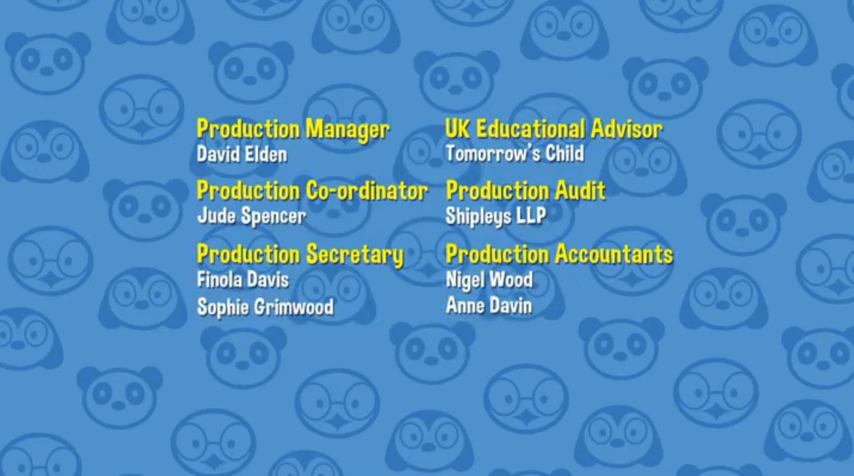 Production Manager
David Elden
Production Co-ordinator
Jude Spencer
Production Secretary
Finola Davis
Sophie Grimwood
UK Educational Advisor
Tomorrow's Child
Production Audit
Shipleys LLP
Production Accountants
Nigel Wood
Anne Davin